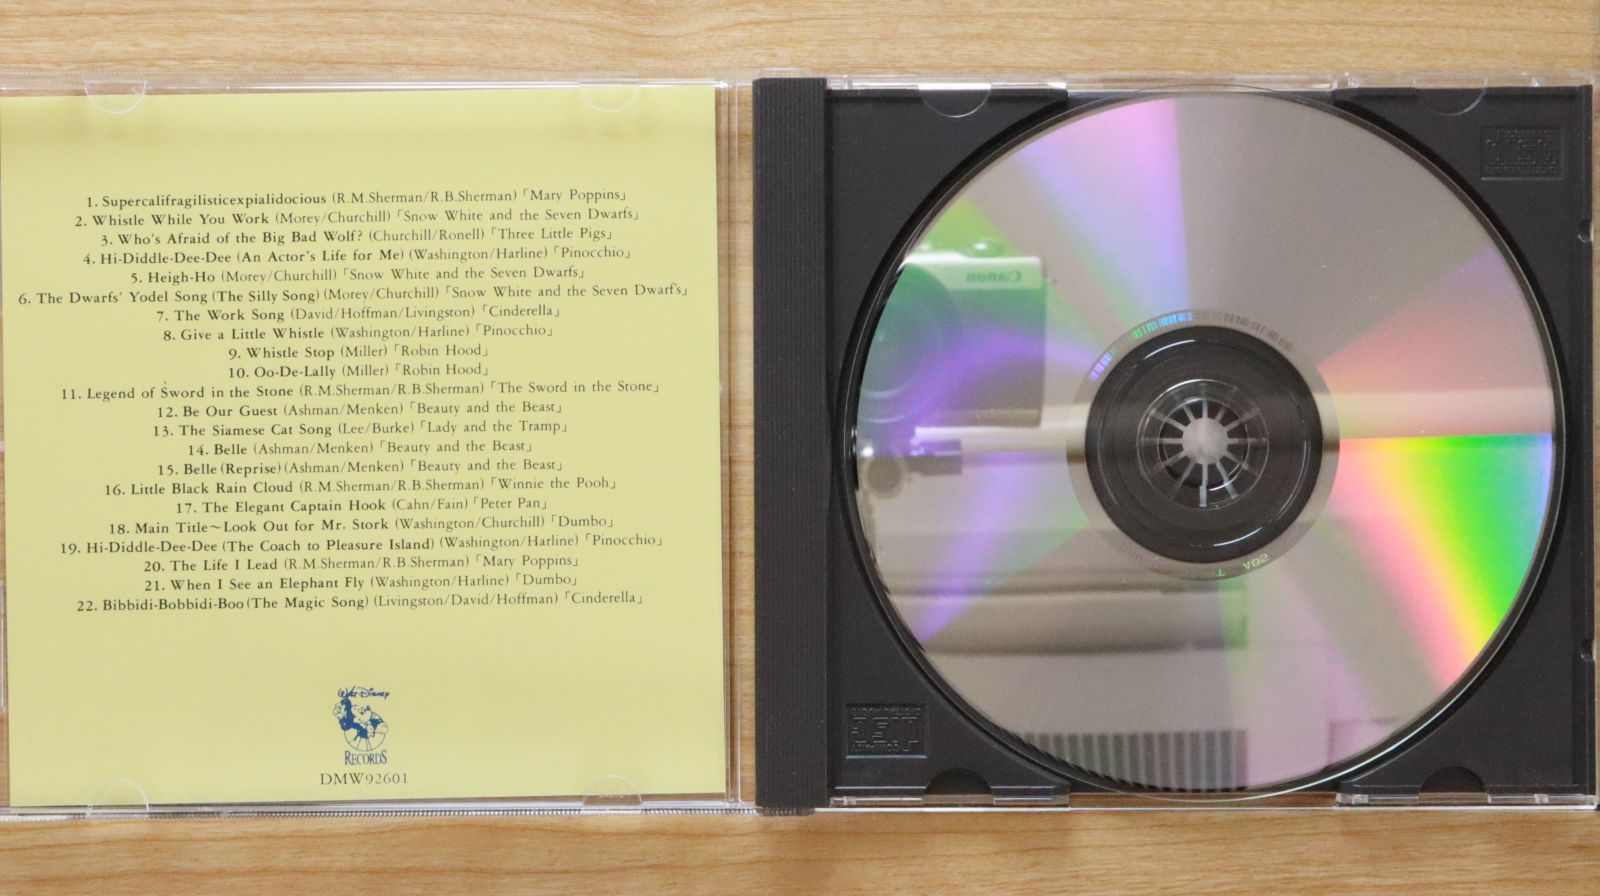 1. Supercalifragilisticexpialidocious (R.M.Sherman/R.B.Sherman)「Mary Poppins」
2. Whistle While You Work (Morey/Churchill)「Snow White and the Seven Dwarfs」
3. Who's Afraid of the Big Bad Wolf? (Churchill/Ronell)「Three Little Pigs」
4. Hi-Diddle-Dee-Dee (An Actor's Life for Me) (Washington/Harline)「Pinocchio」
5. Heigh-Ho (Morey/Churchill)「Snow White and the Seven Dwarfs」
6. The Dwarfs' Yodel Song (The Silly Song) (Morey/Churchill)「Snow White and the Seven Dwarfs」
7. The Work Song (David/Hoffman/Livingston)「Cinderella」
8. Give a Little Whistle (Washington/Harline)「Pinocchio」
9. Whistle Stop (Miller)「Robin Hood」
10. Oo-De-Lally (Miller)「Robin Hood」
11. Legend of Sword in the Stone (R.M.Sherman/R.B.Sherman)「The Sword in the Stone」
12. Be Our Guest (Ashman/Menken)「Beauty and the Beast」
13. The Siamese Cat Song (Lee/Burke)「Lady and the Tramp」
14. Belle (Ashman/Menken)「Beauty and the Beast」
15. Belle (Reprise) (Ashman/Menken)「Beauty and the Beast」
16. Little Black Rain Cloud (R.M.Sherman/R.B.Sherman)「Winnie the Pooh」
17. The Elegant Captain Hook (Cahn/Fain)「Peter Pan」
18. Main Title～Look Out for Mr. Stork (Washington/Churchill)「Dumbo」
19. Hi-Diddle-Dee-Dee (The Coach to Pleasure Island) (Washington/Harline)「Pinocchio」
20. The Life I Lead (R.M.Sherman/R.B.Sherman)「Mary Poppins」
21. When I See an Elephant Fly (Washington/Harline)「Dumbo」
22. Bibbidi-Bobbidi-Boo (The Magic Song) (Livingston/David/Hoffman)「Cinderella」
WALT DISNEY
RECORDS
DMW92601
Canon